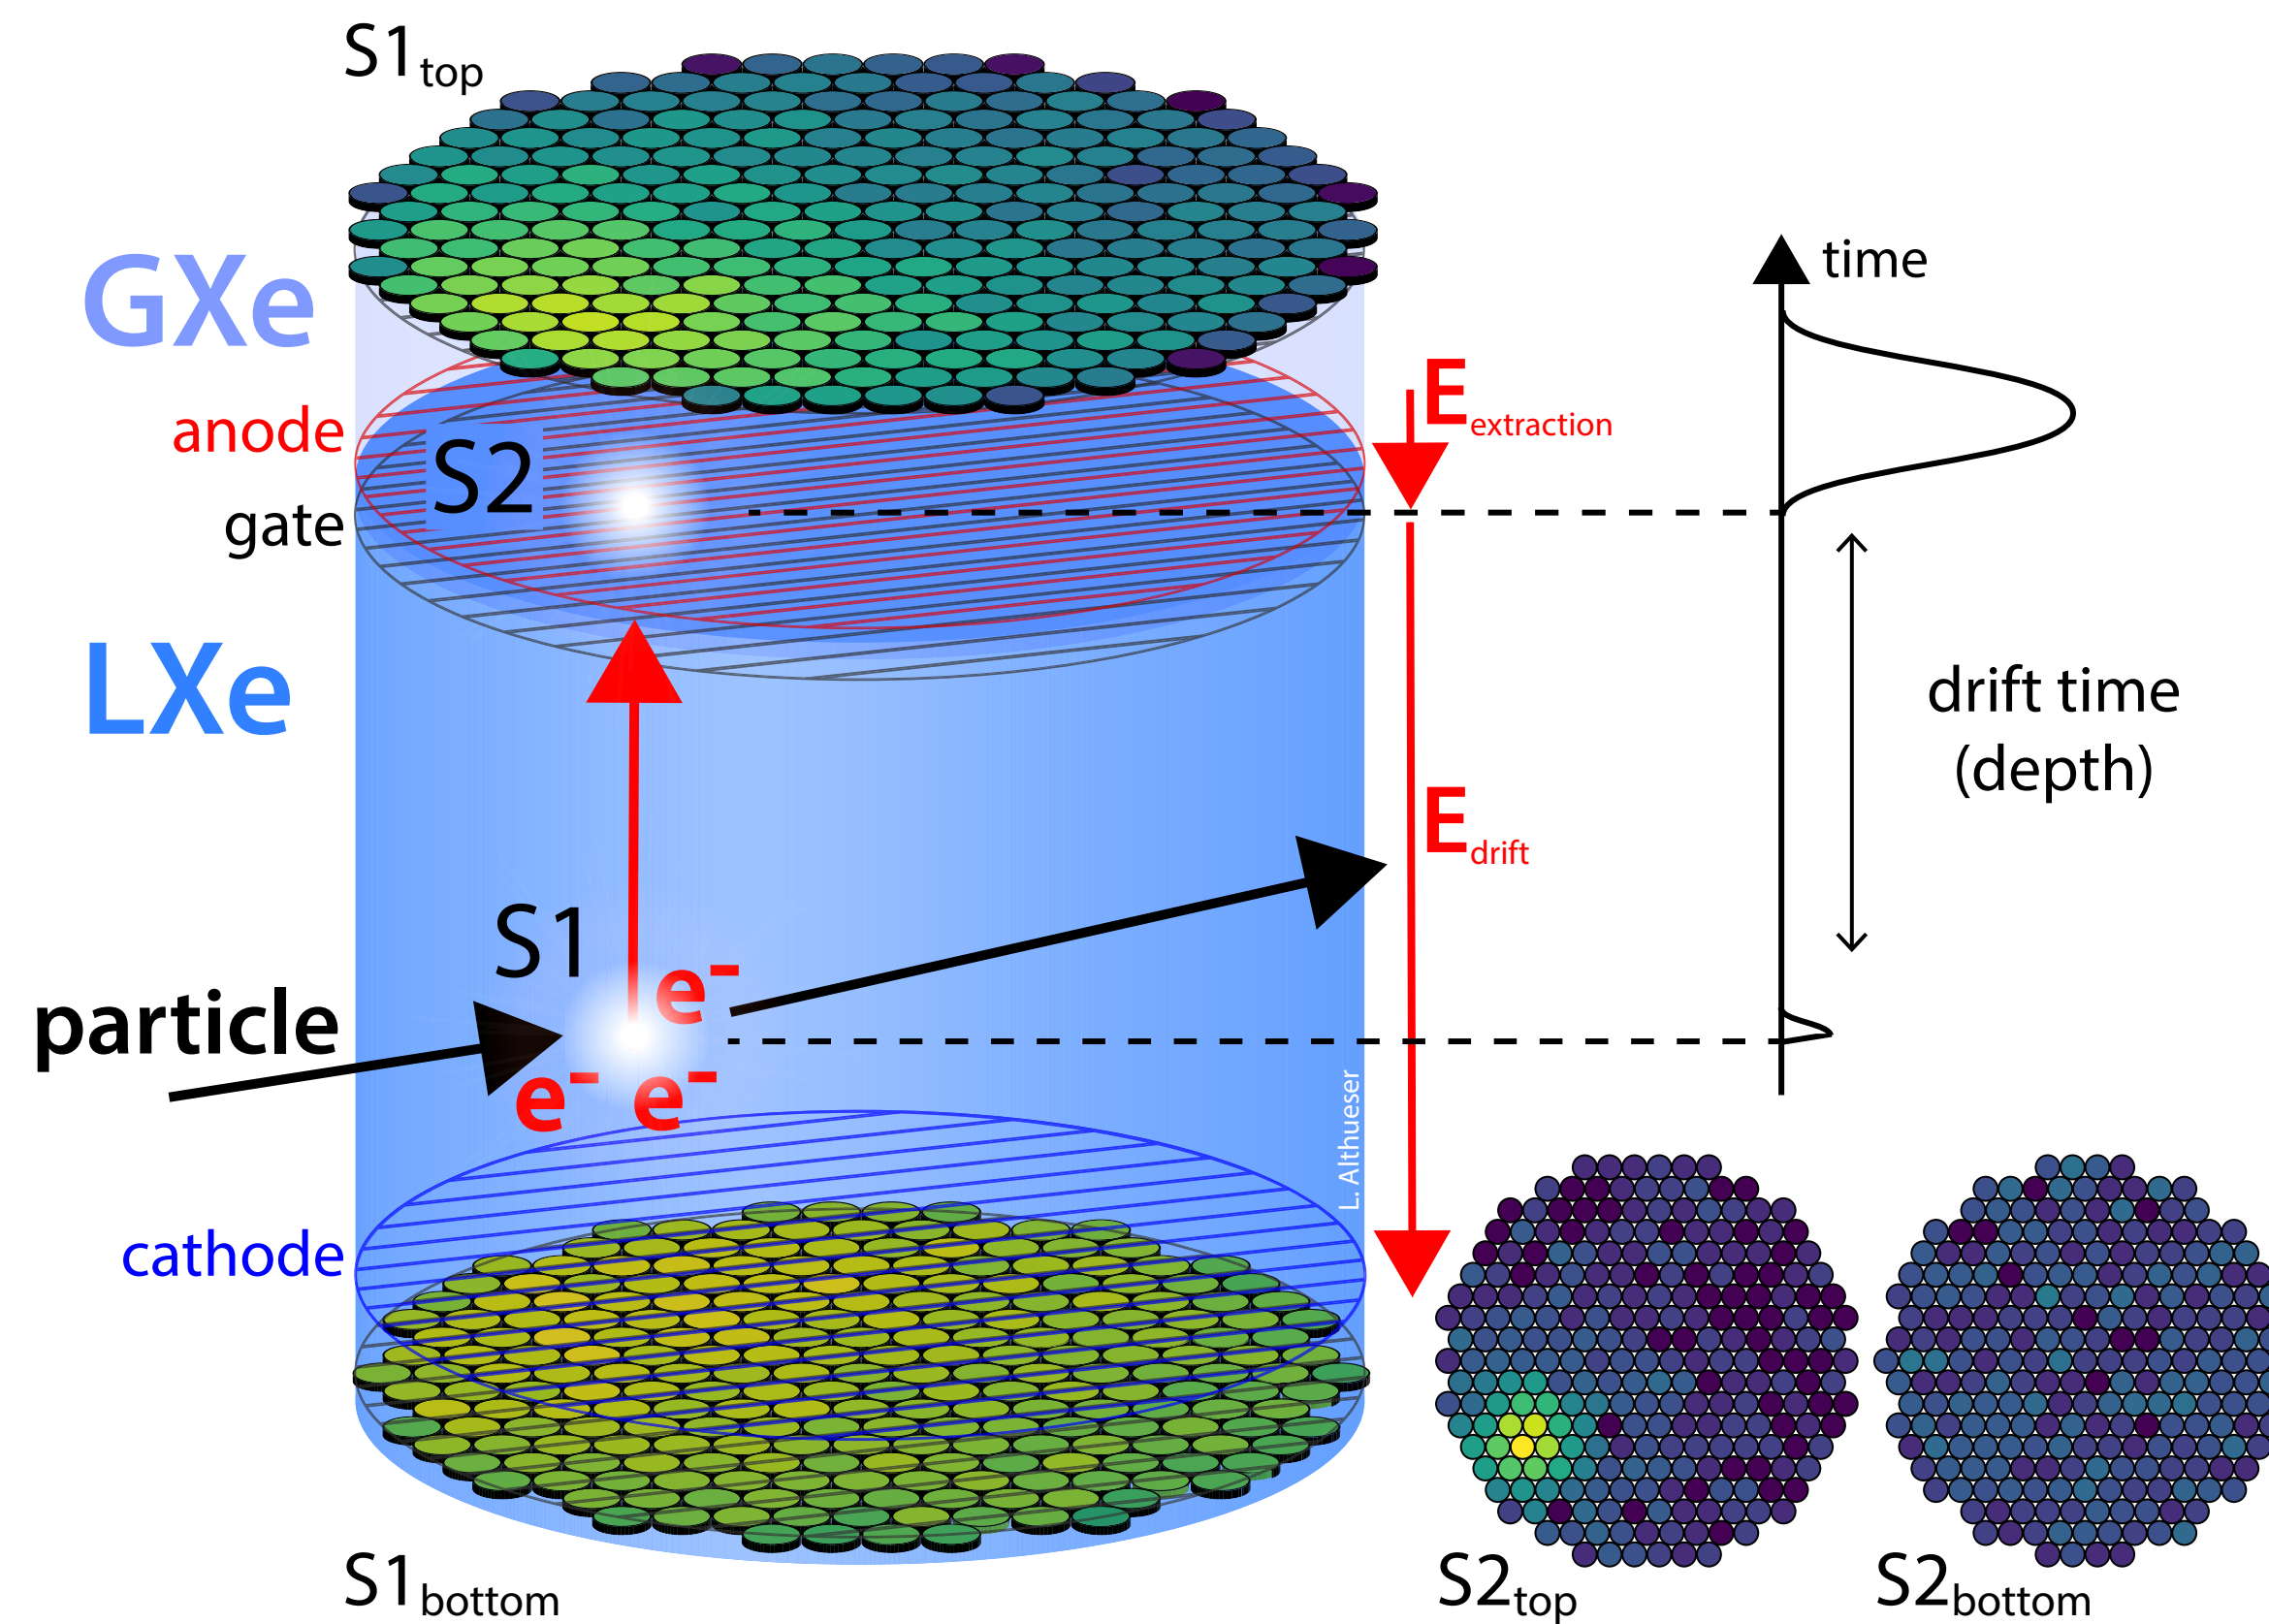 S1top
GXe
time
anode
Eextraction
S2
gate
LXe
drift time
(depth)
Edrift
S1
e-
particle
e- e-
L. Althueser
cathode
S1bottom
S2top
S2bottom